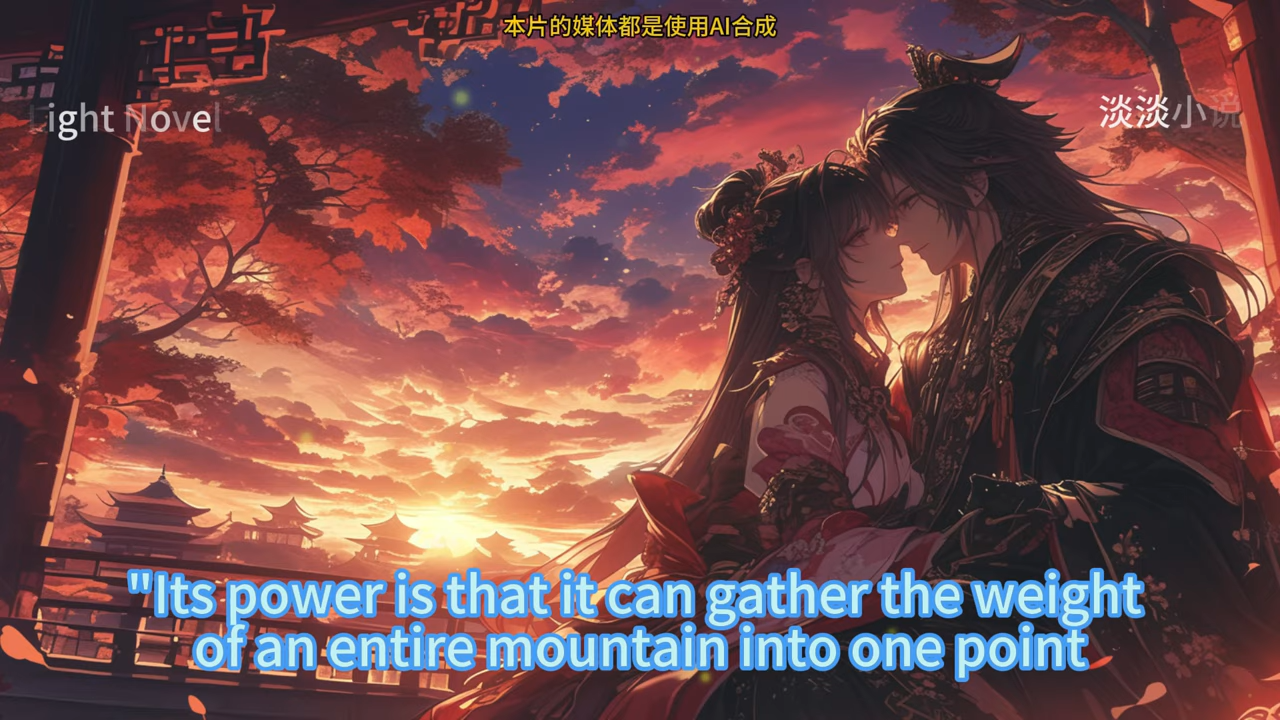 本片的媒体都是使用AI合成
Light Novel
淡淡小说
"Its power is that it can gather the weight
of an entire mountain into one point